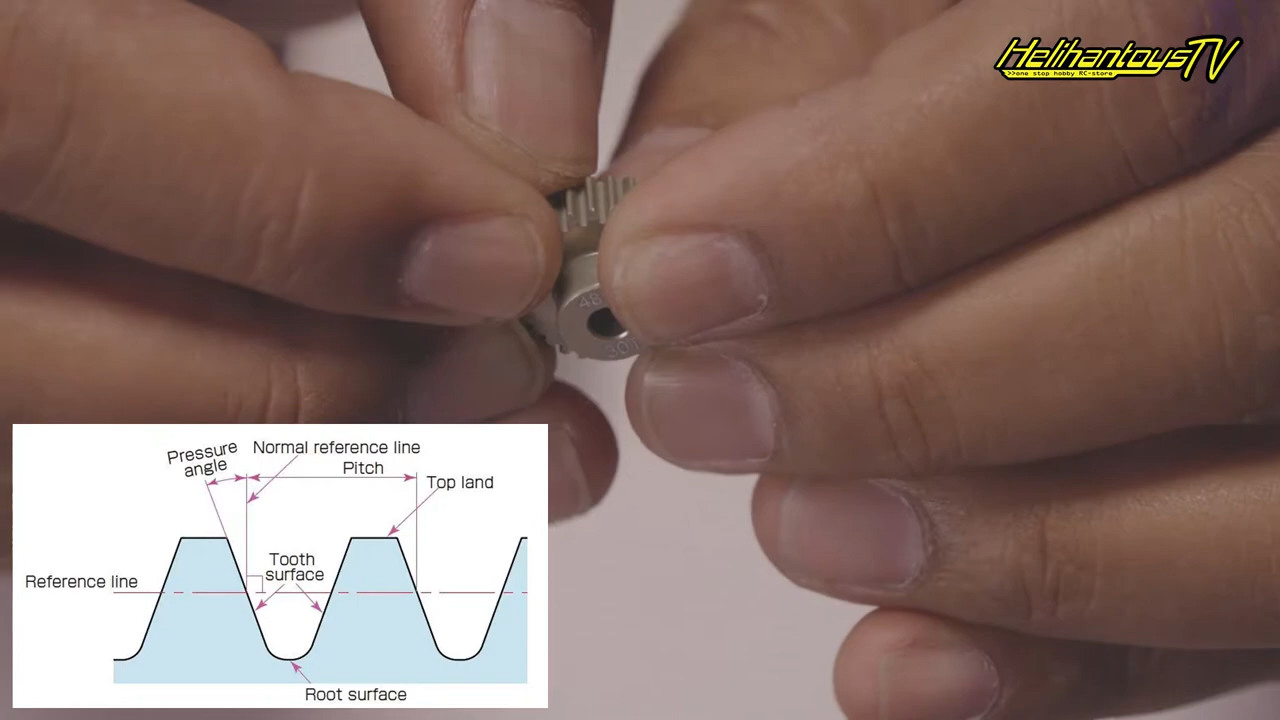 HelihantoysTV
>>one stop hobby RC-store
48
30T
Pressure
angle
Normal reference line
Pitch
Top land
Tooth
surface
Reference line
Root surface